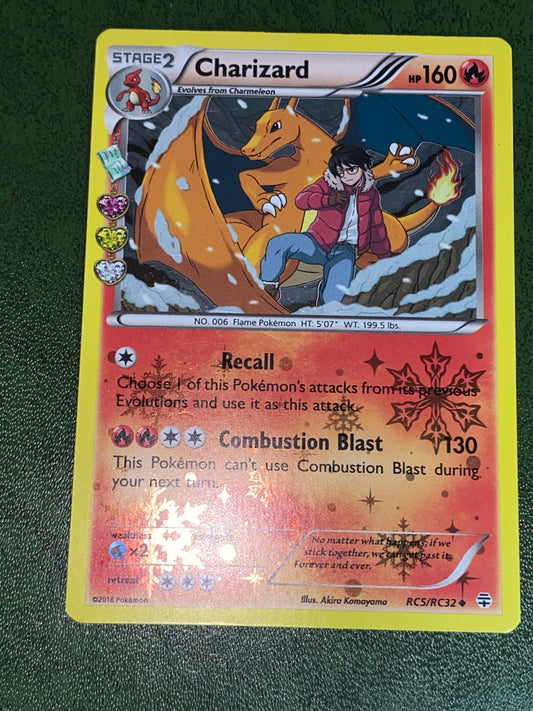 STAGE2
Charizard
HP160
Evolves from Charmeleon
NO. 006 Flame Pokémon HT: 5'07" WT: 199.5 lbs.
Recall
Choose 1 of this Pokémon's attacks from its previous
Evolutions and use it as this attack.
Combustion Blast 130
This Pokémon can't use Combustion Blast during
your next turn.
weakness
×2
No matter what happens, if we
stick together, we can get past it.
Forever and ever.
retreat
©2016 Pokémon
Illus. Akira Komayama
RC5/RC32